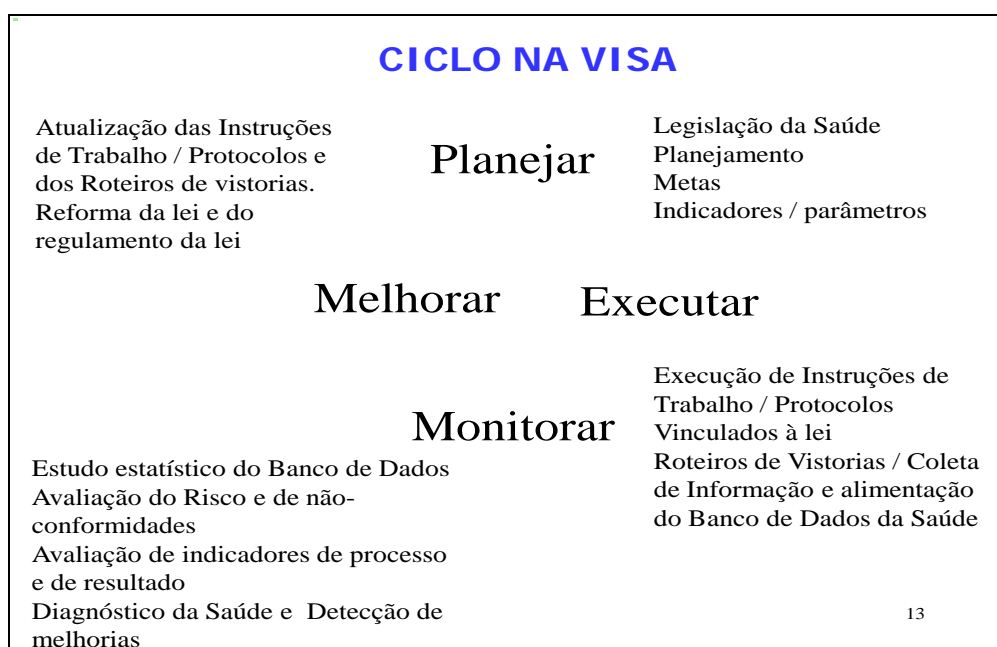 CICLO NA VISA
Atualização das Instruções
de Trabalho / Protocolos e
dos Roteiros de vistorias.
Reforma da lei e do
regulamento da lei
Planejar
Legislação da Saúde
Planejamento
Metas
Indicadores / parâmetros
Melhorar
Executar
Monitorar
Execução de Instruções de
Trabalho / Protocolos
Vinculados à lei
Roteiros de Vistorias / Coleta
de Informação e alimentação
do Banco de Dados da Saúde
Estudo estatístico do Banco de Dados
Avaliação do Risco e de não-
conformidades
Avaliação de indicadores de processo
e de resultado
Diagnóstico da Saúde e Detecção de
melhorias
13